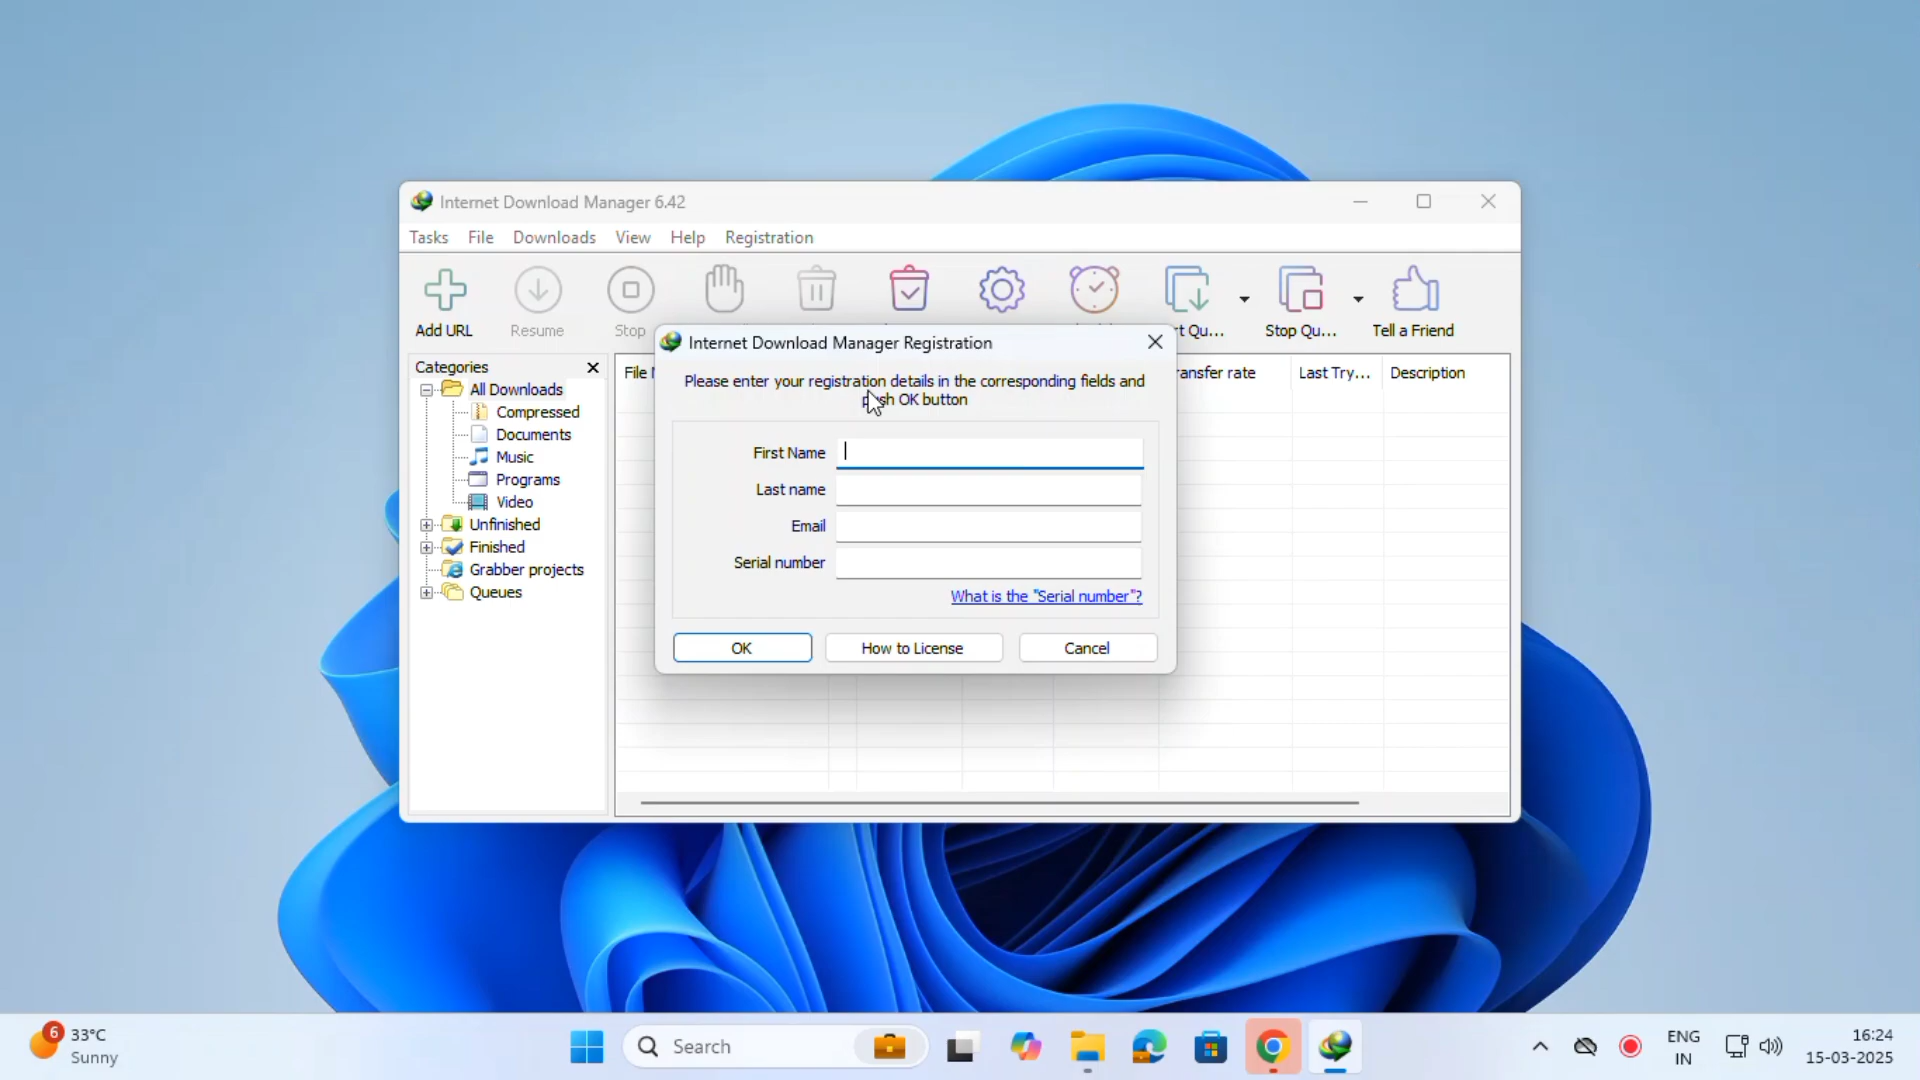 Internet Download Manager 6.42
Tasks File Downloads View Help Registration
Add URL Resume Stop rt Qu... Stop Qu... Tell a Friend
Internet Download Manager Registration
Categories
Please enter your registration details in the corresponding fields and
push OK button
File ansfer rate Last Try... Description
All Downloads
Compressed
Documents
Music
Programs
Video
Unfinished
Finished
Grabber projects
Queues
First Name
Last name
Email
Serial number
What is the "Serial number"?
OK How to License Cancel
6
33°C
Sunny
Search
ENG
IN
16:24
15-03-2025